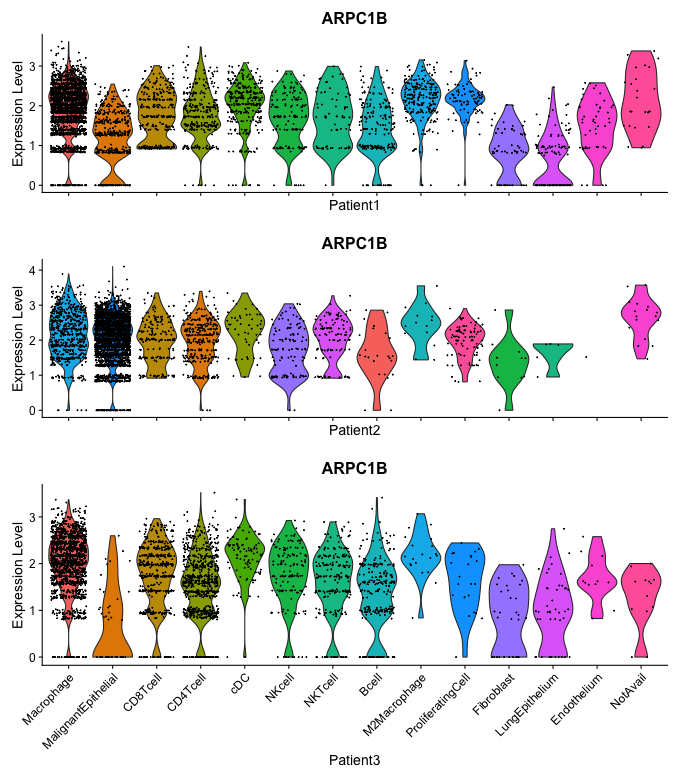 ARPC1B
Expression Level
3
2
1
0
Patient1
ARPC1B
Expression Level
4
3
2
1
0
Patient2
ARPC1B
Expression Level
3
2
1
0
Macrophage
MalignantEpithelial
CD8Tcell
CD4Tcell
cDC
NKcell
NKTcell
Bcell
M2Macrophage
ProliferatingCell
Fibroblast
LungEpithelium
Endothelium
NotAvail
Patient3